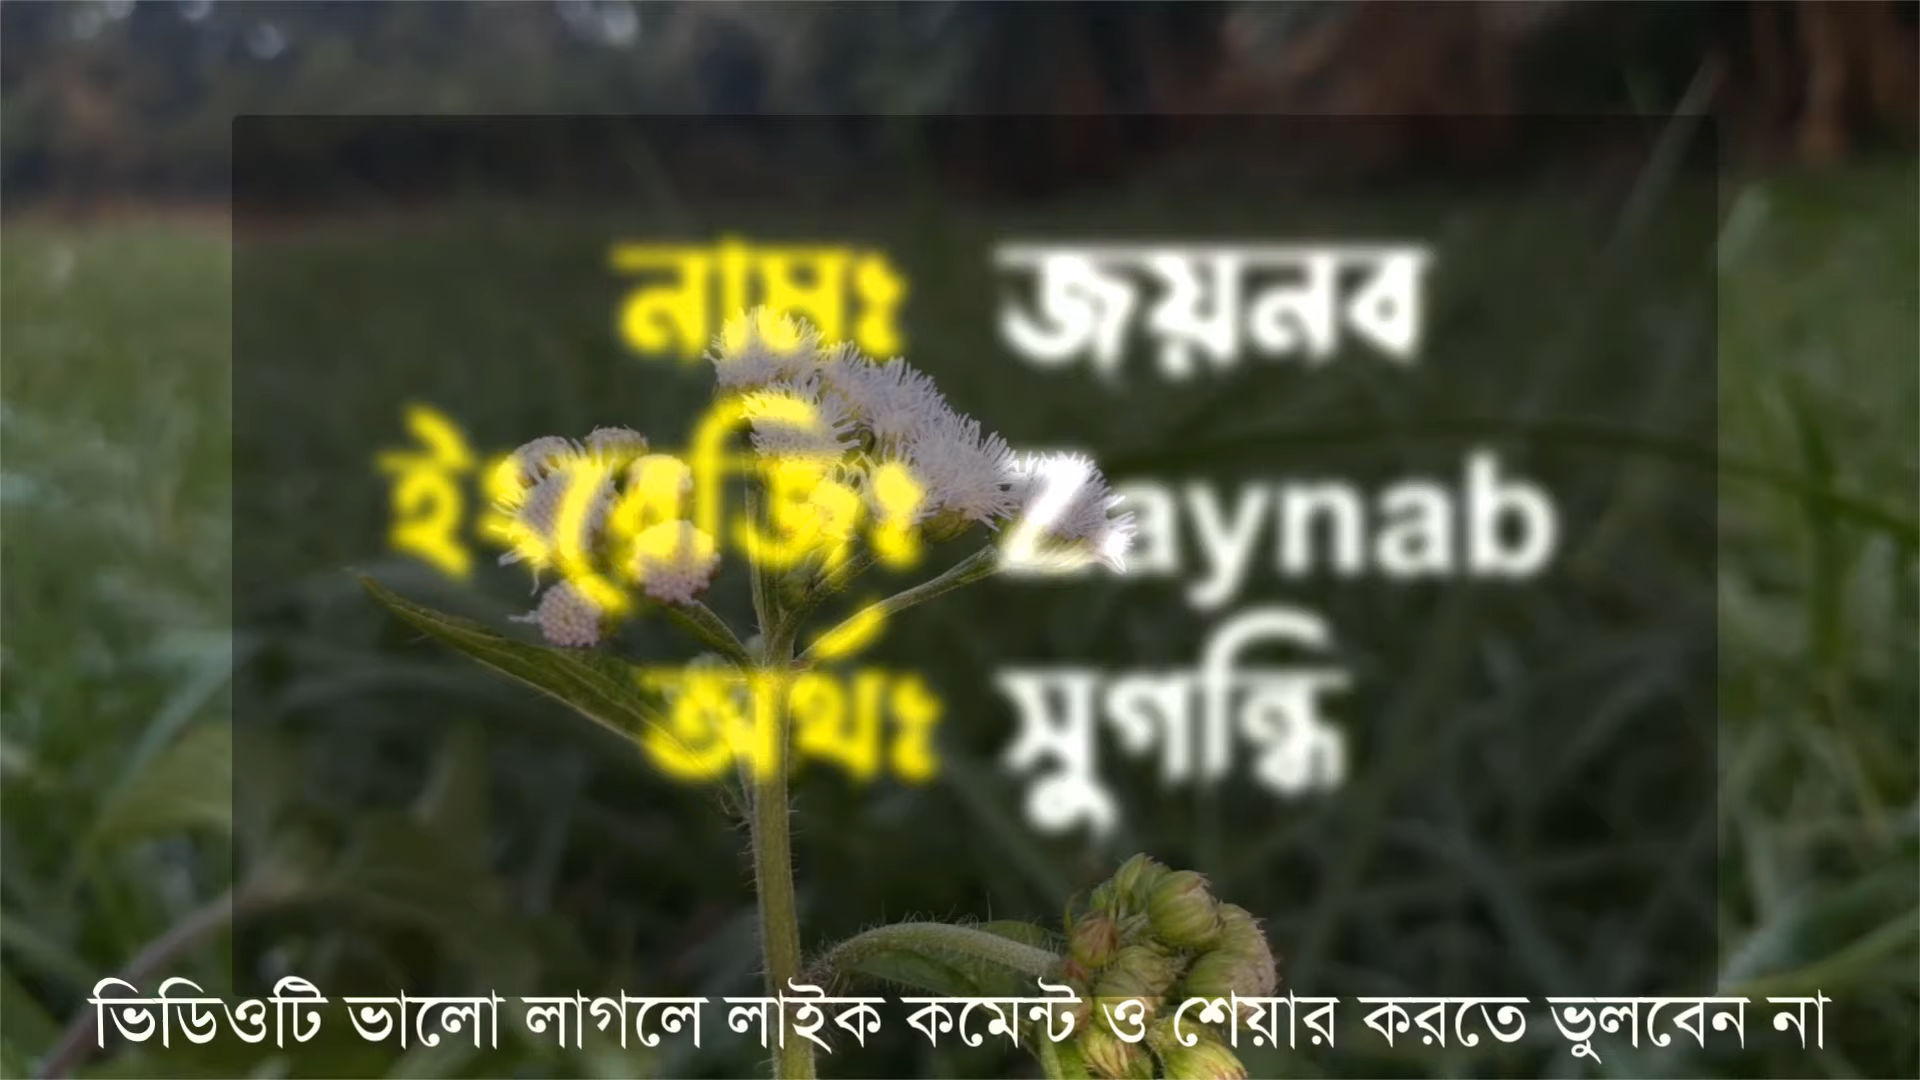 নামঃ জয়নব
ইংরেজিঃ Zaynab
অর্থঃ সুগন্ধি
ভিডিওটি ভালো লাগলে লাইক কমেন্ট ও শেয়ার করতে ভুলবেন না